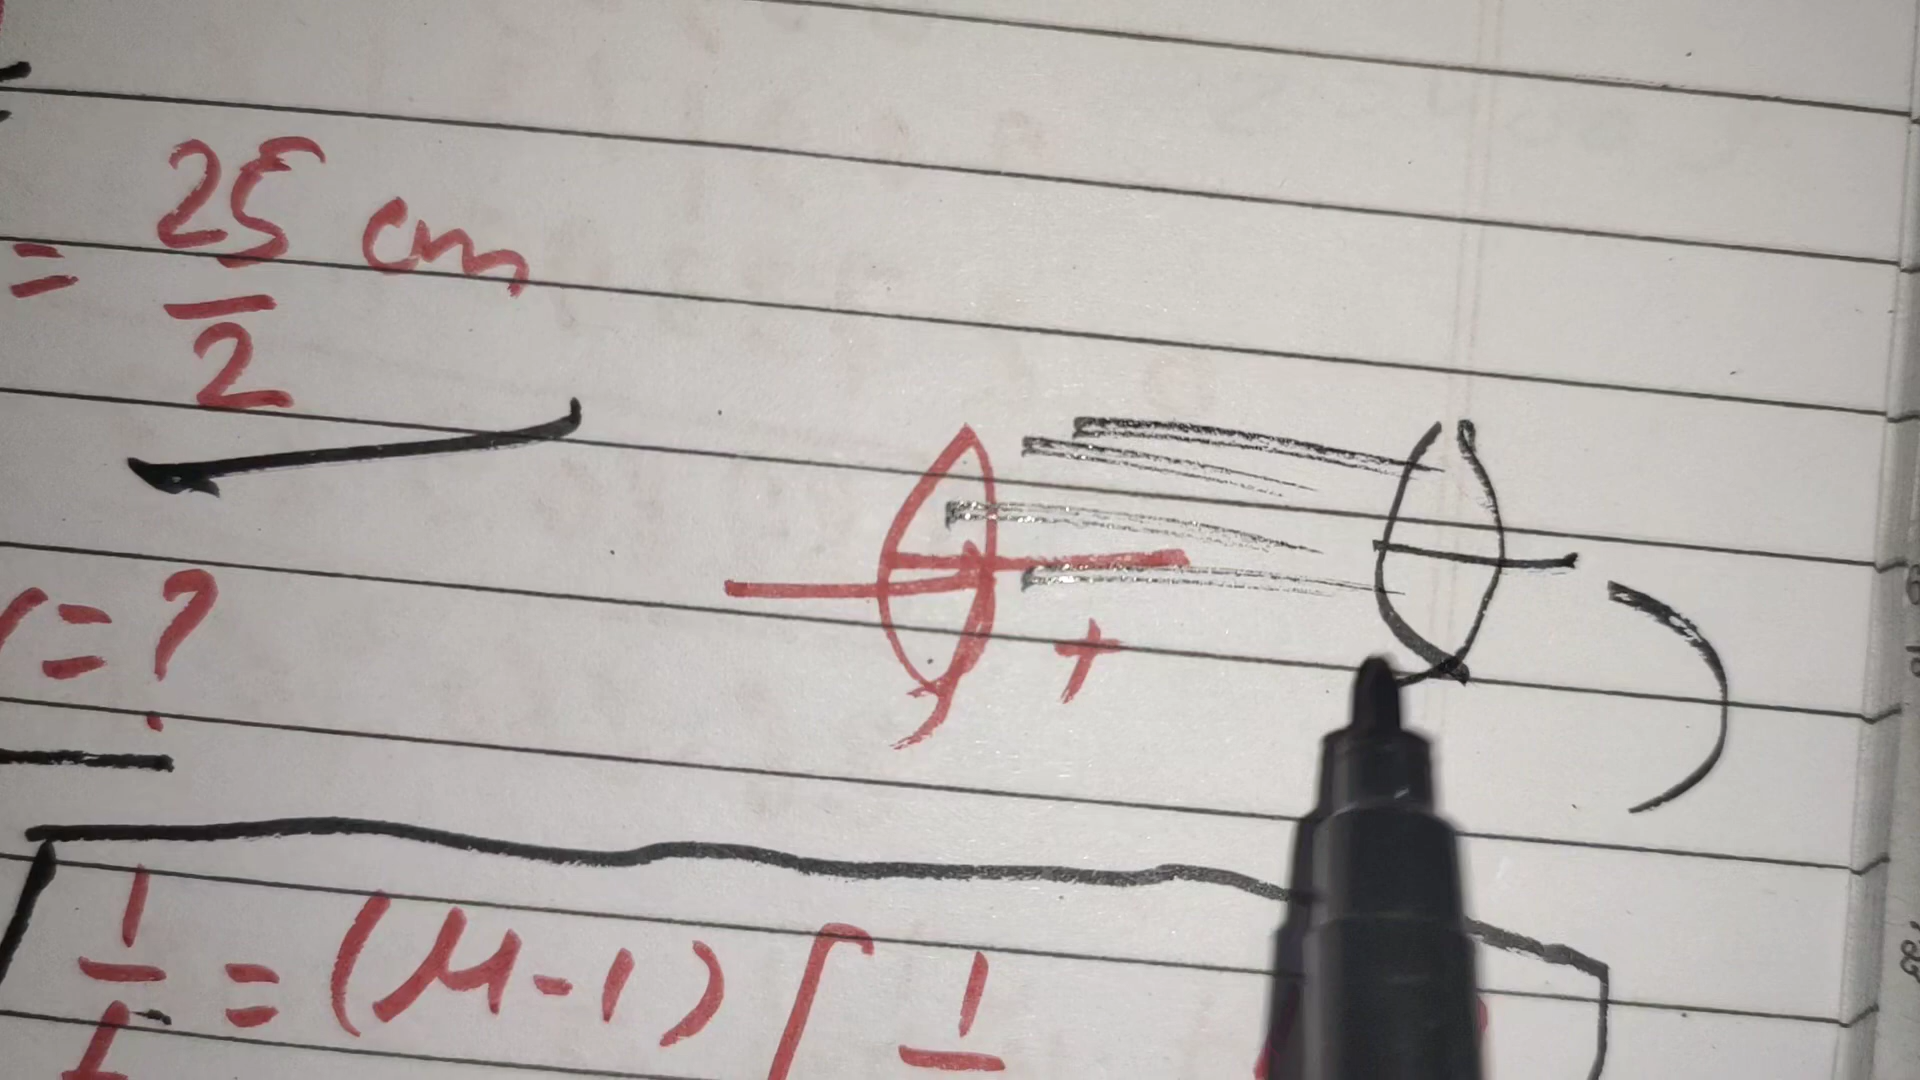 = 25/2 cm
r = ?
+
1/f = (μ-1) [ 1